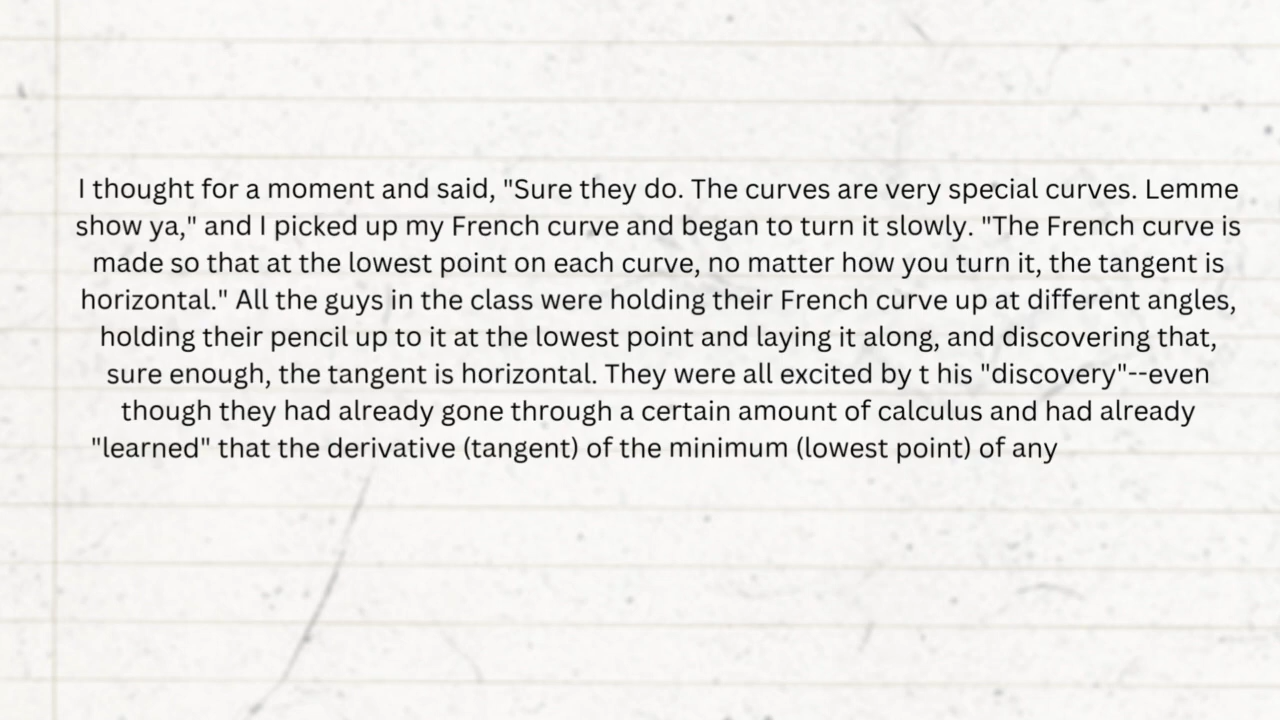 I thought for a moment and said, "Sure they do. The curves are very special curves. Lemme
show ya," and I picked up my French curve and began to turn it slowly. "The French curve is
made so that at the lowest point on each curve, no matter how you turn it, the tangent is
horizontal." All the guys in the class were holding their French curve up at different angles,
holding their pencil up to it at the lowest point and laying it along, and discovering that,
sure enough, the tangent is horizontal. They were all excited by t his "discovery"--even
though they had already gone through a certain amount of calculus and had already
"learned" that the derivative (tangent) of the minimum (lowest point) of any